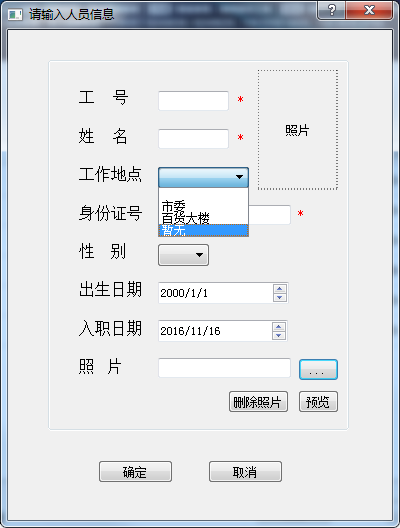 请输入人员信息
工 号 *
照片
姓 名 *
工作地点
市委
百货大楼
暂无
身份证号 *
性 别
出生日期 2000/1/1
入职日期 2016/11/16
照 片 ...
删除照片 预览
确定 取消